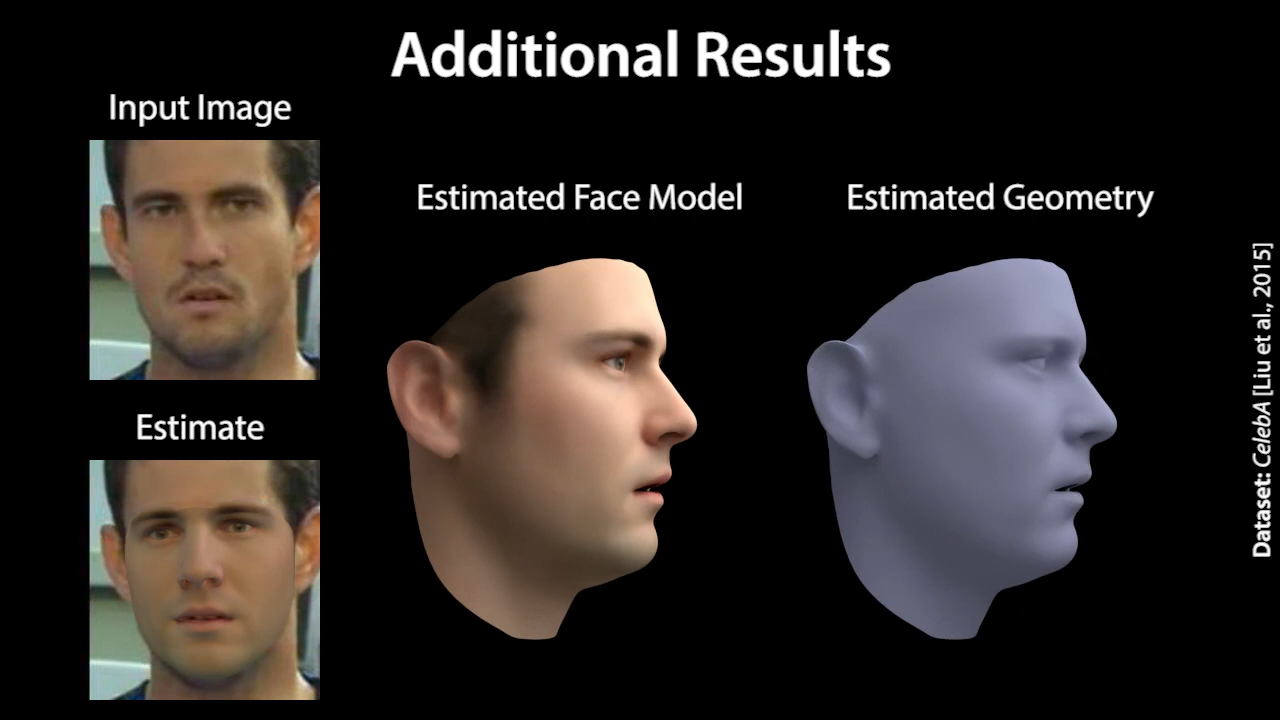 Additional Results
Input Image
Estimated Face Model
Estimated Geometry
Estimate
Dataset: CelebA [Liu et al., 2015]